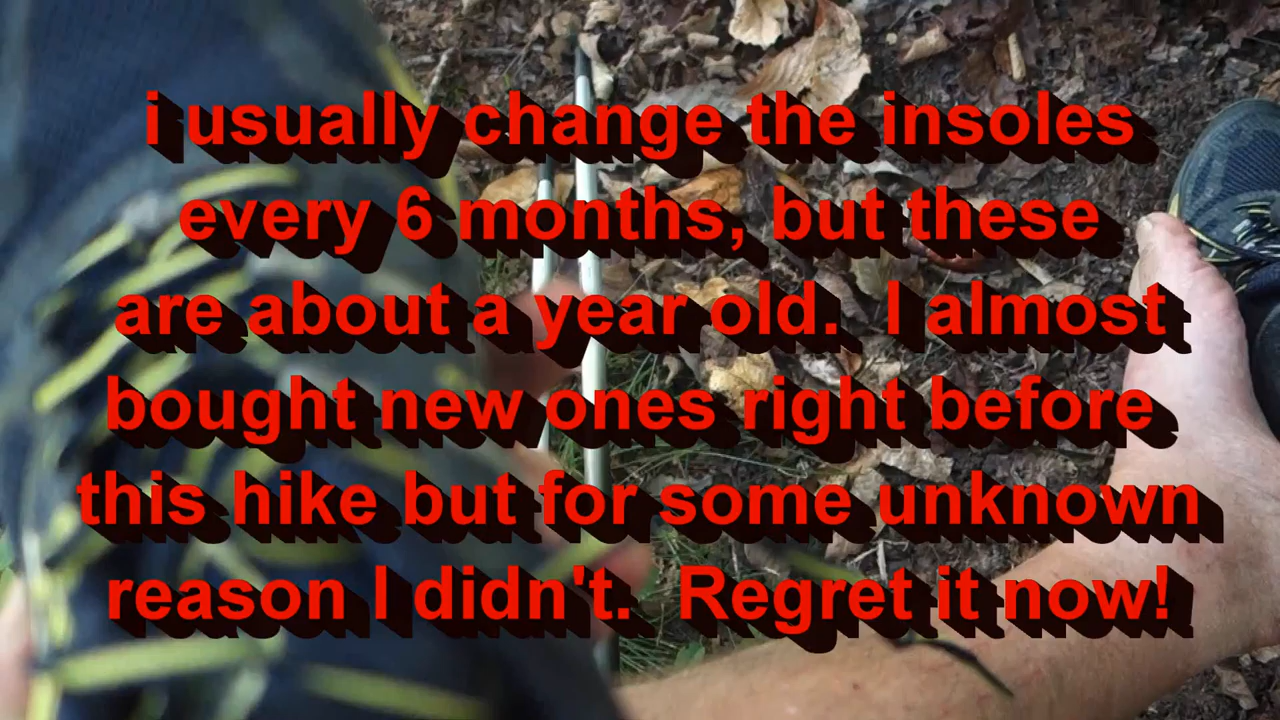 i usually change the insoles
every 6 months, but these
are about a year old.  I almost
bought new ones right before
this hike but for some unknown
reason I didn't.  Regret it now!